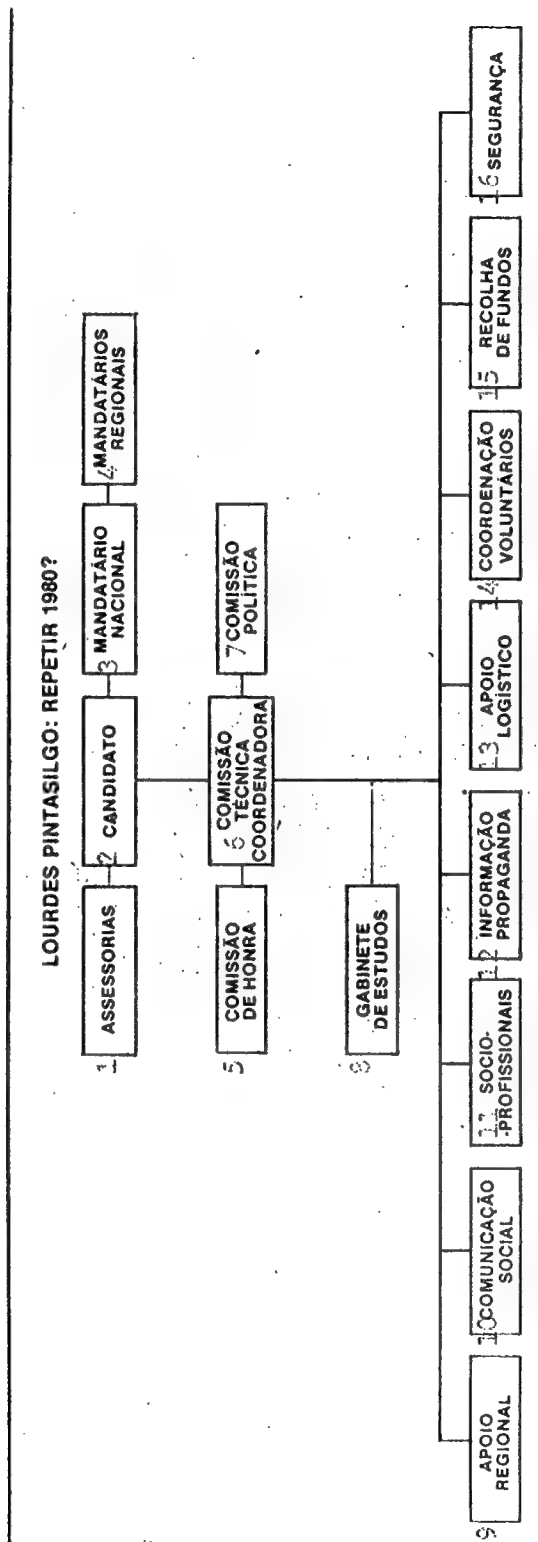 LOURDES PINTASILGO: REPETIR 1980?
1 ASSESSORIAS
2 CANDIDATO
3 MANDATÁRIO
NACIONAL
4 MANDATÁRIOS
REGIONAIS
5 COMISSÃO
DE HONRA
6 COMISSÃO
TÉCNICA
COORDENADORA
7 COMISSÃO
POLÍTICA
8 GABINETE
DE ESTUDOS
9 APOIO
REGIONAL
10 COMUNICAÇÃO
SOCIAL
11 SOCIO-
-PROFISSIONAIS
12 INFORMAÇÃO
PROPAGANDA
13 APOIO
LOGÍSTICO
14 COORDENAÇÃO
VOLUNTÁRIOS
15 RECOLHA
DE FUNDOS
16 SEGURANÇA